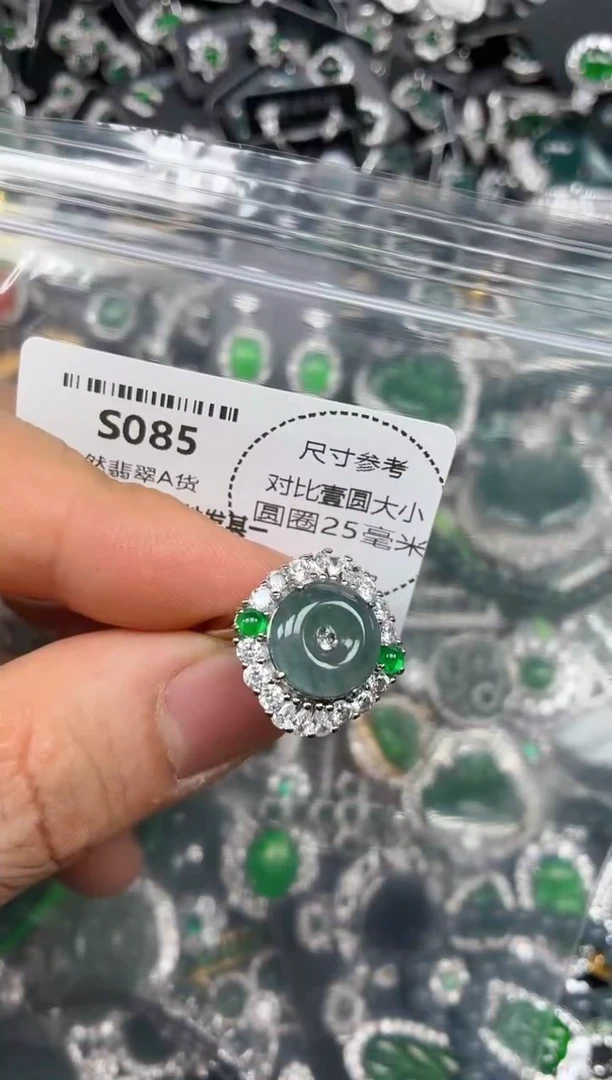 S085
然翡翠A货
尺寸参考
对比壹圆大小
圆圈25毫米